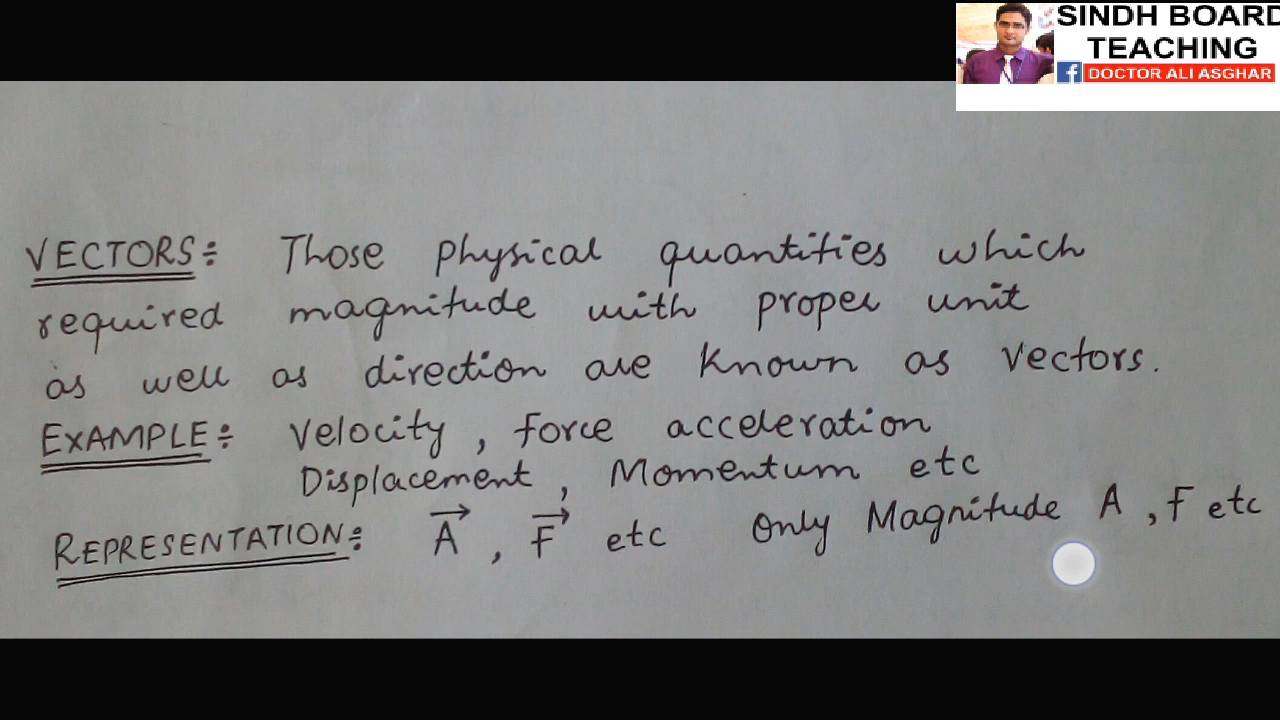 SINDH BOARD
TEACHING
f DOCTOR ALI ASGHAR
VECTORS:- Those physical quantities which
required magnitude with proper unit
as well as direction are known as vectors.
EXAMPLE:- Velocity, force acceleration
Displacement, Momentum etc
REPRESENTATION:- A⃗, F⃗ etc Only Magnitude A, F etc